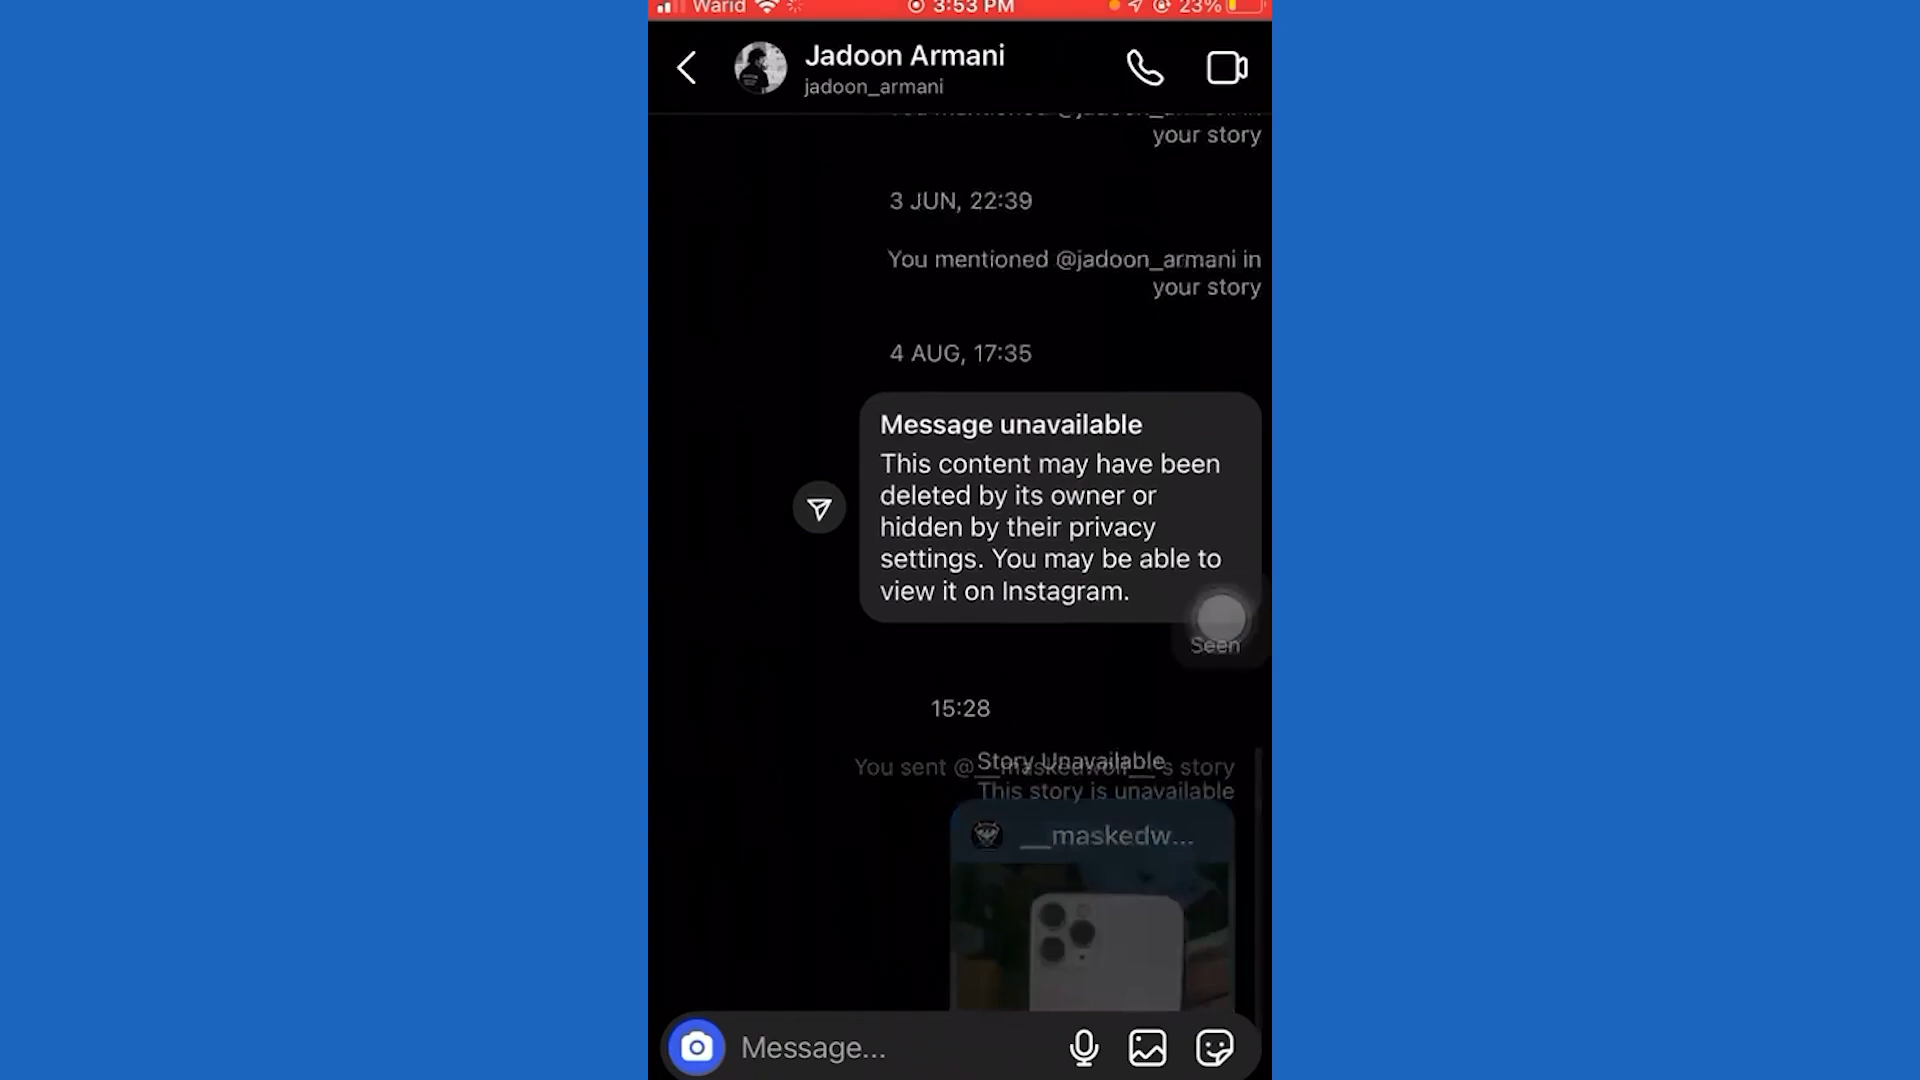 Warid 3:53 PM 23%
Jadoon Armani
jadoon_armani
your story
3 JUN, 22:39
You mentioned @jadoon_armani in
your story
4 AUG, 17:35
Message unavailable
This content may have been
deleted by its owner or
hidden by their privacy
settings. You may be able to
view it on Instagram.
Seen
15:28
Story Unavailable
You sent @ 's story
This story is unavailable
__maskedw...
Message...